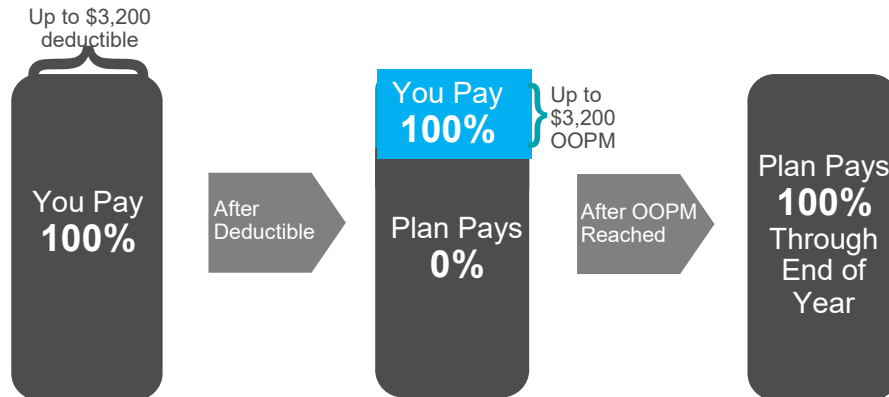 Up to $3,200
deductible
You Pay
100%
After
Deductible
You Pay
100%
Up to
$3,200
OOPM
Plan Pays
0%
After OOPM
Reached
Plan Pays
100%
Through
End of
Year